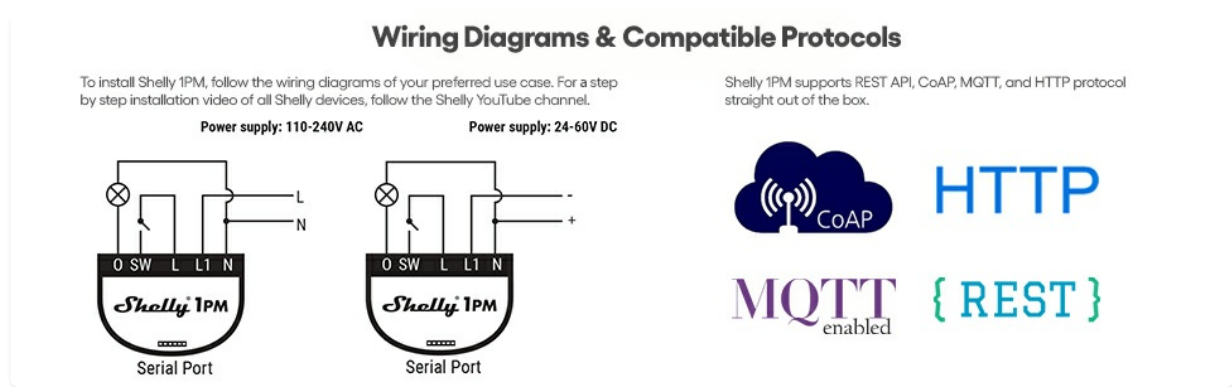 Wiring Diagrams & Compatible Protocols
To install Shelly 1PM, follow the wiring diagrams of your preferred use case. For a step
by step installation video of all Shelly devices, follow the Shelly YouTube channel.
Power supply: 110-240V AC
L
N
O SW L L1 N
Shelly 1PM
Serial Port
Power supply: 24-60V DC
-
+
O SW L L1 N
Shelly 1PM
Serial Port
Shelly 1PM supports REST API, CoAP, MQTT, and HTTP protocol
straight out of the box.
CoAP
HTTP
MQTT
enabled
{ REST }